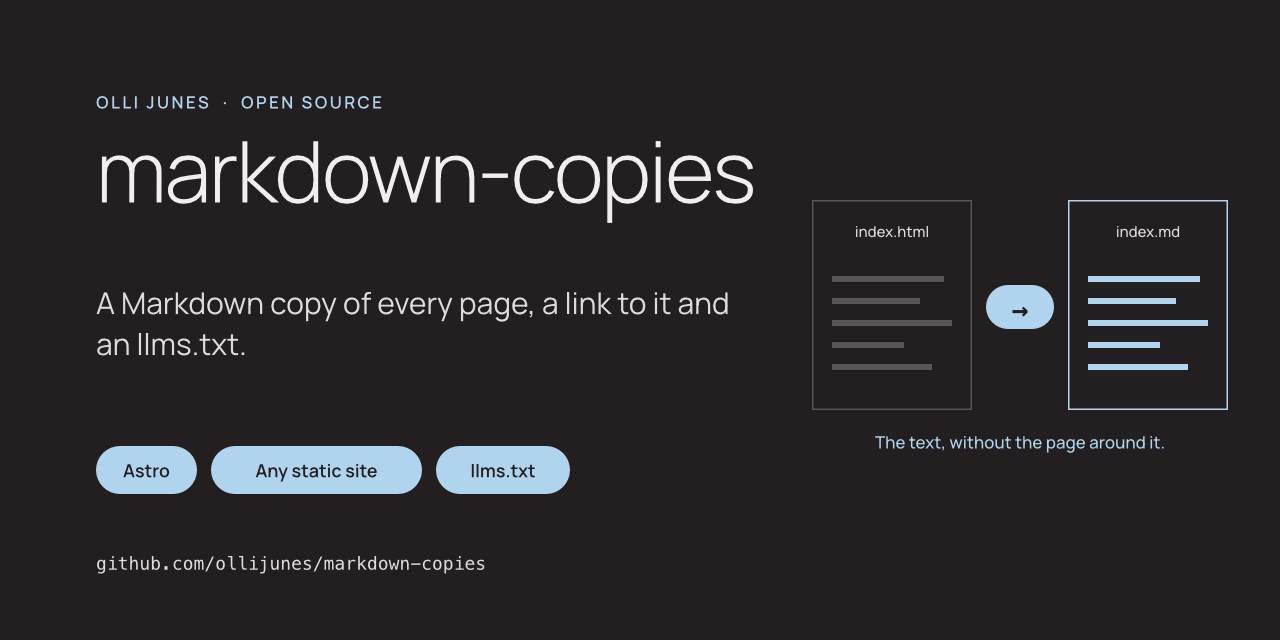 OLLI JUNES · OPEN SOURCE
markdown-copies
A Markdown copy of every page, a link to it and
an llms.txt.
Astro
Any static site
llms.txt
github.com/ollijunes/markdown-copies
index.html
→
index.md
The text, without the page around it.